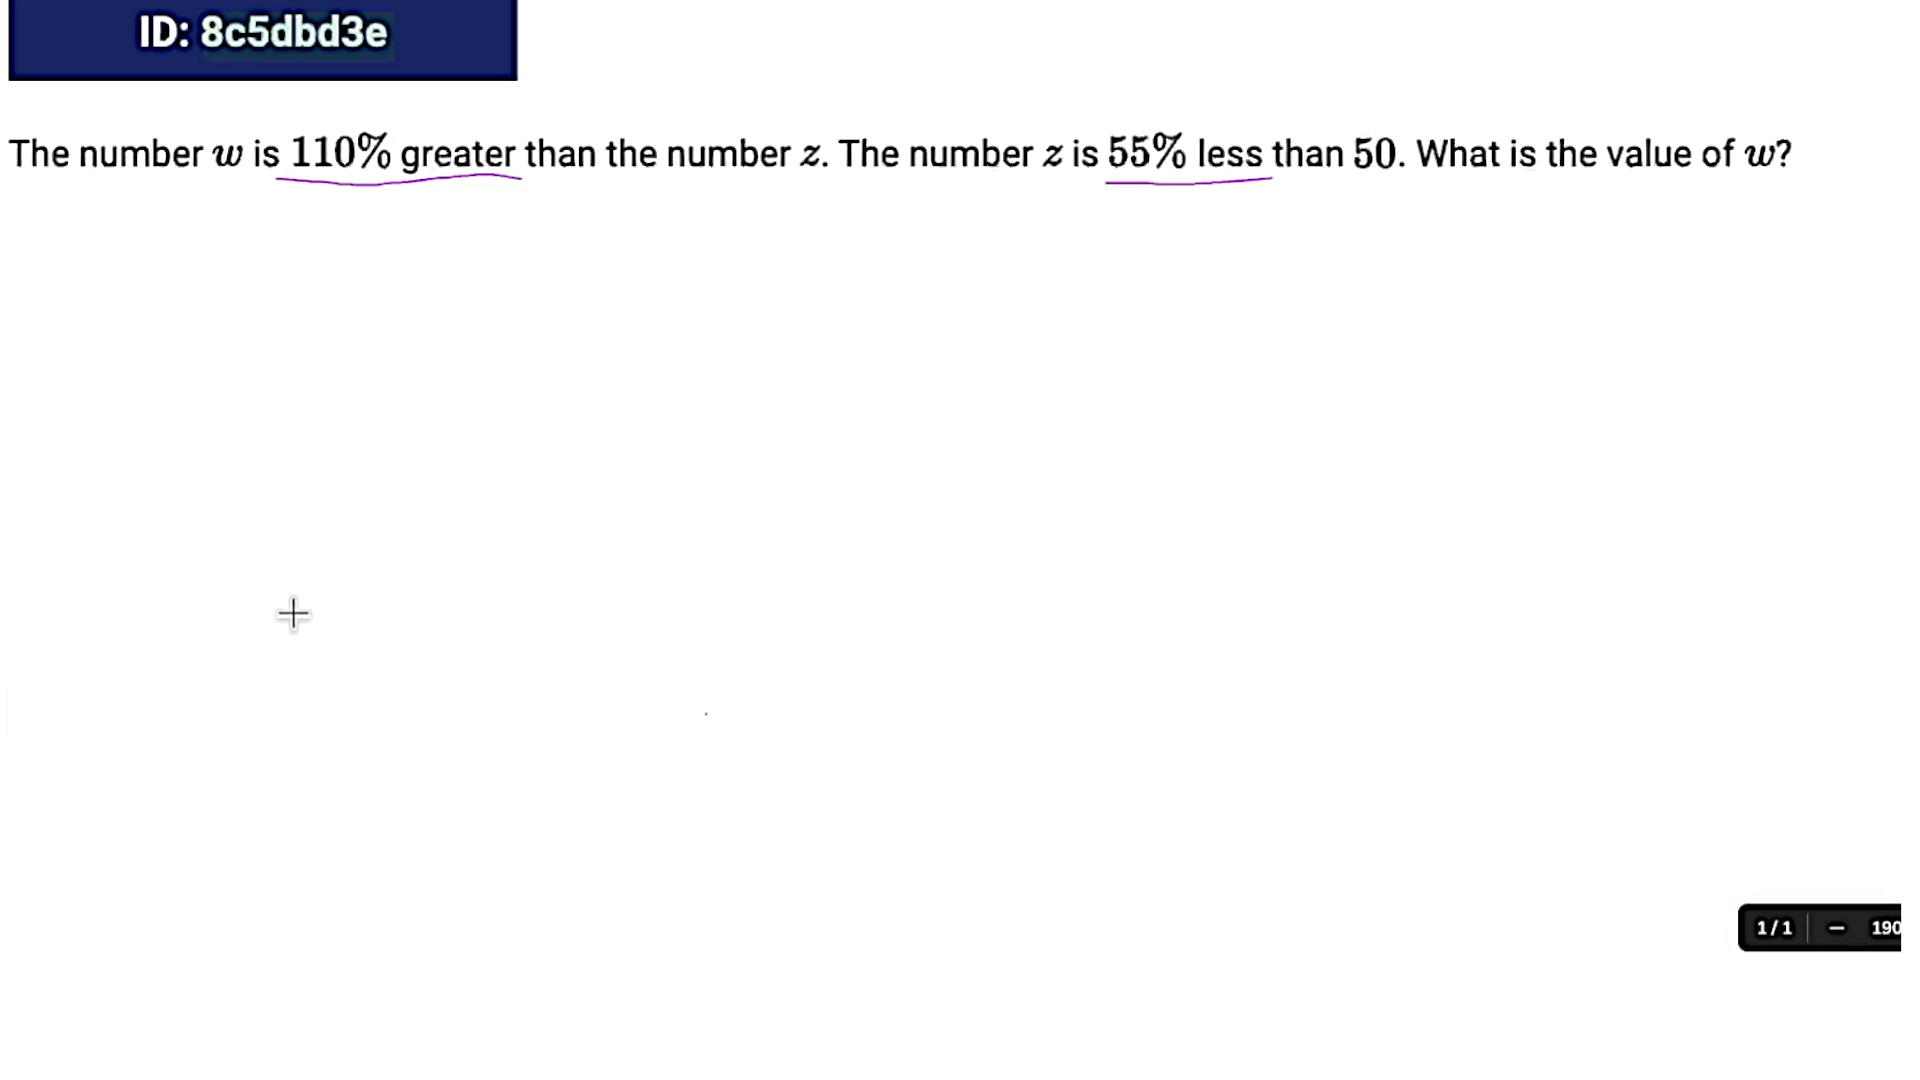 ID: 8c5dbd3e
The number w is 110% greater than the number z. The number z is 55% less than 50. What is the value of w?
1/1 − 190